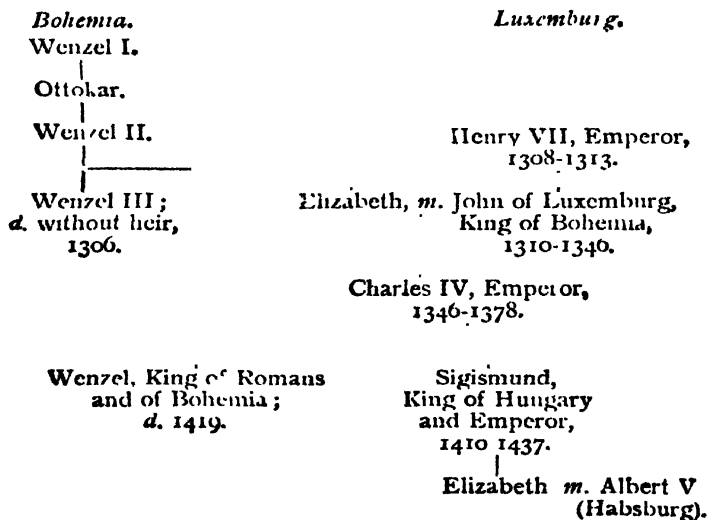 Bohemia. Luxemburg.
Wenzel I.
Ottokar.
Wenzel II.
Henry VII, Emperor,
1308-1313.
Wenzel III;
d. without heir,
1306.
Elizabeth, m. John of Luxemburg,
King of Bohemia,
1310-1346.
Charles IV, Emperor,
1346-1378.
Wenzel, King of Romans
and of Bohemia;
d. 1419.
Sigismund,
King of Hungary
and Emperor,
1410 1437.
Elizabeth m. Albert V
(Habsburg).